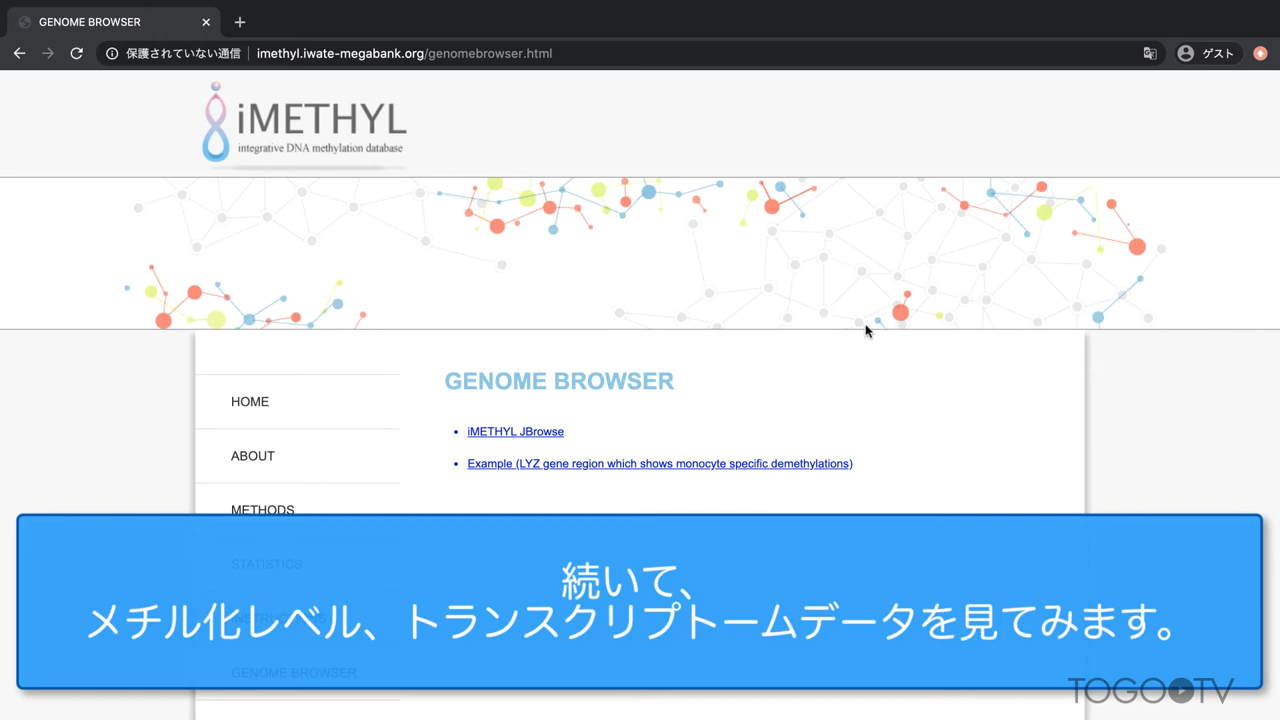 GENOME BROWSER
保護されていない通信
imethyl.iwate-megabank.org/genomebrowser.html
ゲスト
iMETHYL
integrative DNA methylation database
GENOME BROWSER
HOME
iMETHYL JBrowse
ABOUT
Example (LYZ gene region which shows monocyte specific demethylations)
METHODS
STATISTICS
続いて、
メチル化レベル、トランスクリプトームデータを見てみます。
GENOME BROWSER
TOGOTV